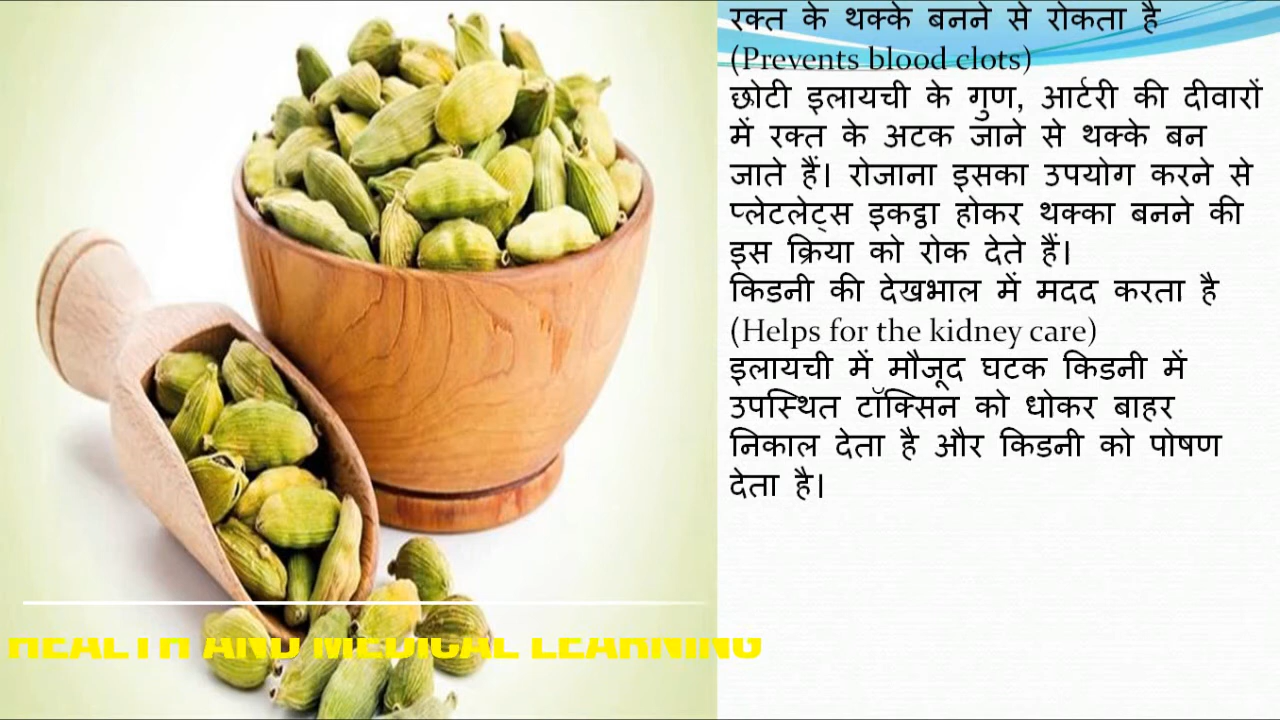 रक्त के थक्के बनने से रोकता है
(Prevents blood clots)
छोटी इलायची के गुण, आर्टरी की दीवारों
में रक्त के अटक जाने से थक्के बन
जाते हैं। रोजाना इसका उपयोग करने से
प्लेटलेट्स इकट्ठा होकर थक्का बनने की
इस क्रिया को रोक देते हैं।
किडनी की देखभाल में मदद करता है
(Helps for the kidney care)
इलायची में मौजूद घटक किडनी में
उपस्थित टॉक्सिन को धोकर बाहर
निकाल देता है और किडनी को पोषण
देता है।
HEALTH AND MEDICAL LEARNING